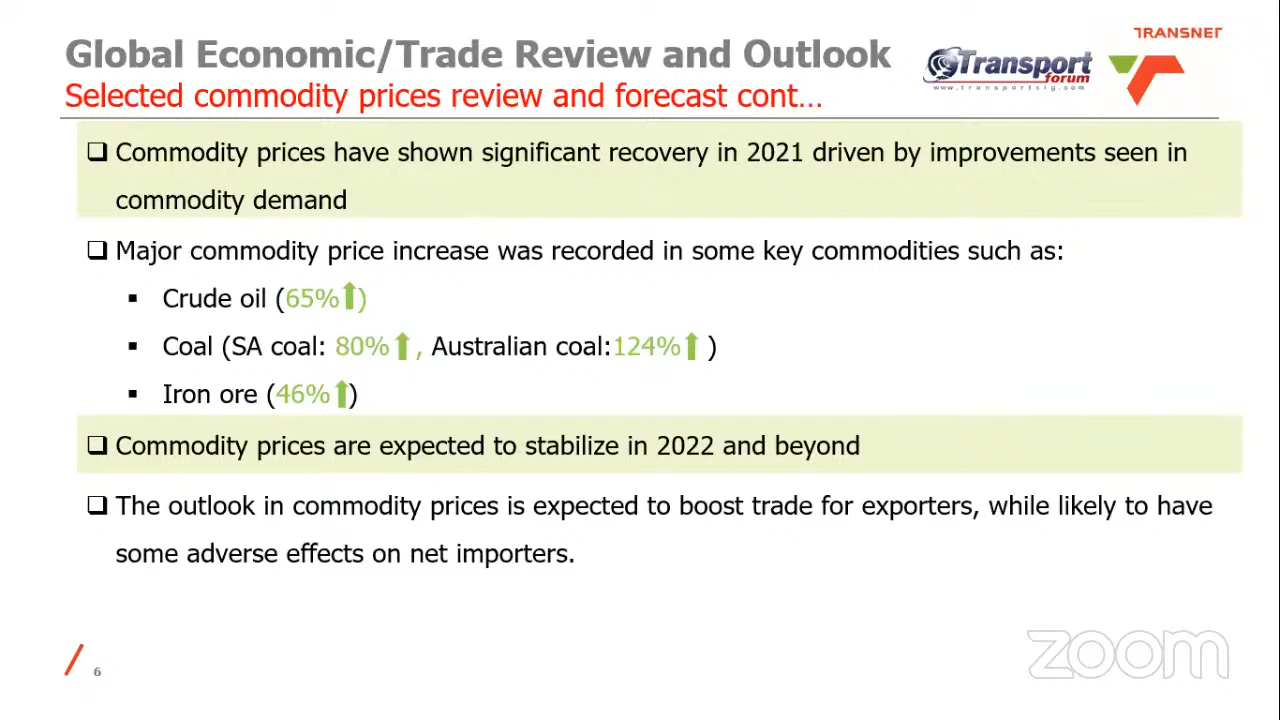 TRANSNET
Global Economic/Trade Review and Outlook
Transport
forum
www.transportsig.com
Selected commodity prices review and forecast cont…
Commodity prices have shown significant recovery in 2021 driven by improvements seen in
commodity demand
Major commodity price increase was recorded in some key commodities such as:
Crude oil (65%)
Coal (SA coal: 80% , Australian coal:124% )
Iron ore (46%)
Commodity prices are expected to stabilize in 2022 and beyond
The outlook in commodity prices is expected to boost trade for exporters, while likely to have
some adverse effects on net importers.
6
zoom